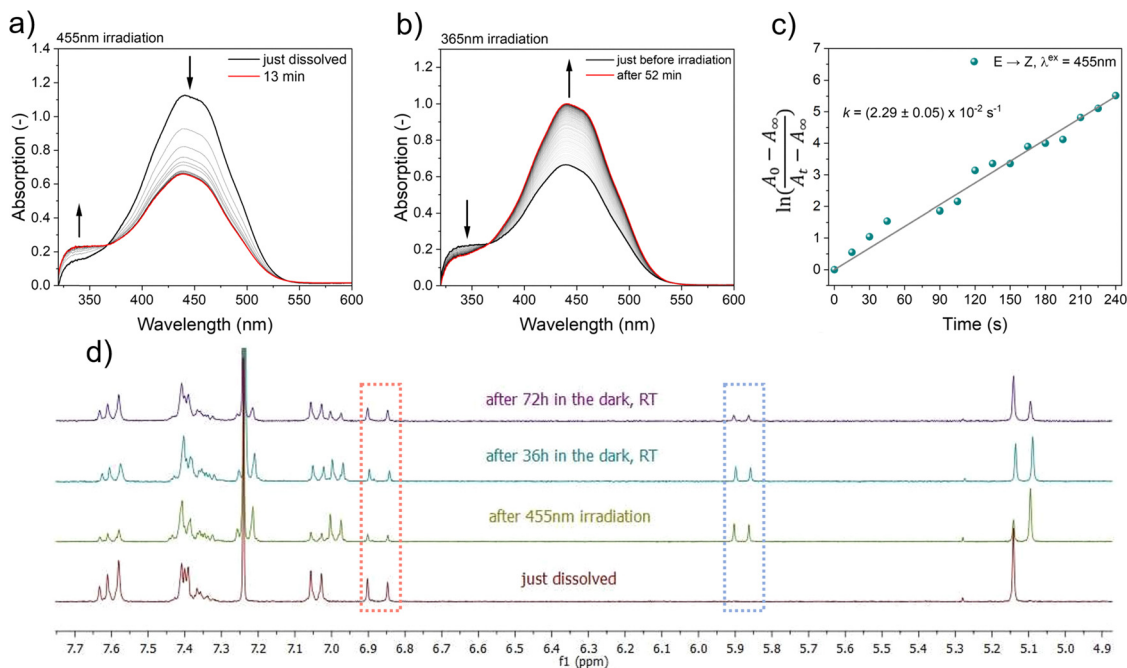 a)
455nm irradiation
just dissolved
13 min
1.4
1.2
1.0
0.8
0.6
0.4
0.2
0.0
Absorption (-)
350 400 450 500 550 600
Wavelength (nm)
b)
365nm irradiation
just before irradiation
after 52 min
1.4
1.2
1.0
0.8
0.6
0.4
0.2
0.0
Absorption (-)
350 400 450 500 550 600
Wavelength (nm)
c)
E → Z, λᵉˣ = 455nm
k = (2.29 ± 0.05) x 10⁻² s⁻¹
7
6
5
4
3
2
1
0
ln(A₀ − A∞ / Aₜ − A∞)
0 30 60 90 120 150 180 210 240
Time (s)
d)
after 72h in the dark, RT
after 36h in the dark, RT
after 455nm irradiation
just dissolved
7.7 7.6 7.5 7.4 7.3 7.2 7.1 7.0 6.9 6.8 6.7 6.6 6.5 6.4 6.3 6.2 6.1 6.0 5.9 5.8 5.7 5.6 5.5 5.4 5.3 5.2 5.1 5.0 4.9
f1 (ppm)